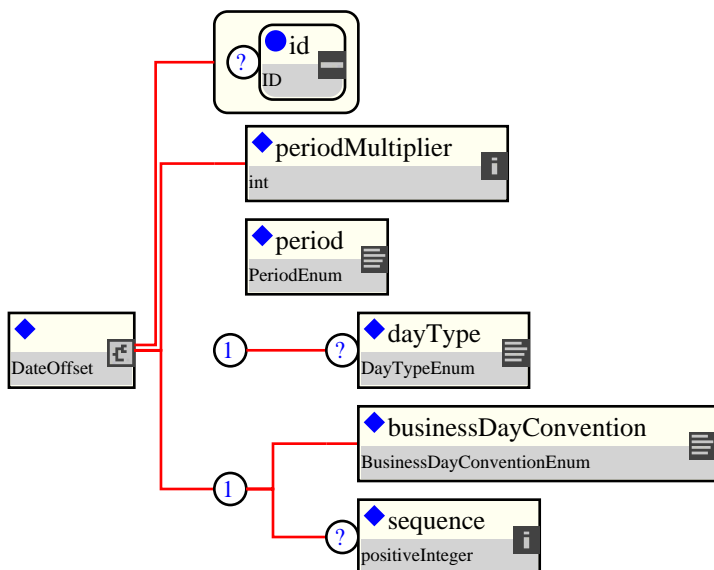 ? id
ID
periodMultiplier
int
period
PeriodEnum
DateOffset
1 ? dayType
DayTypeEnum
businessDayConvention
BusinessDayConventionEnum
1
? sequence
positiveInteger